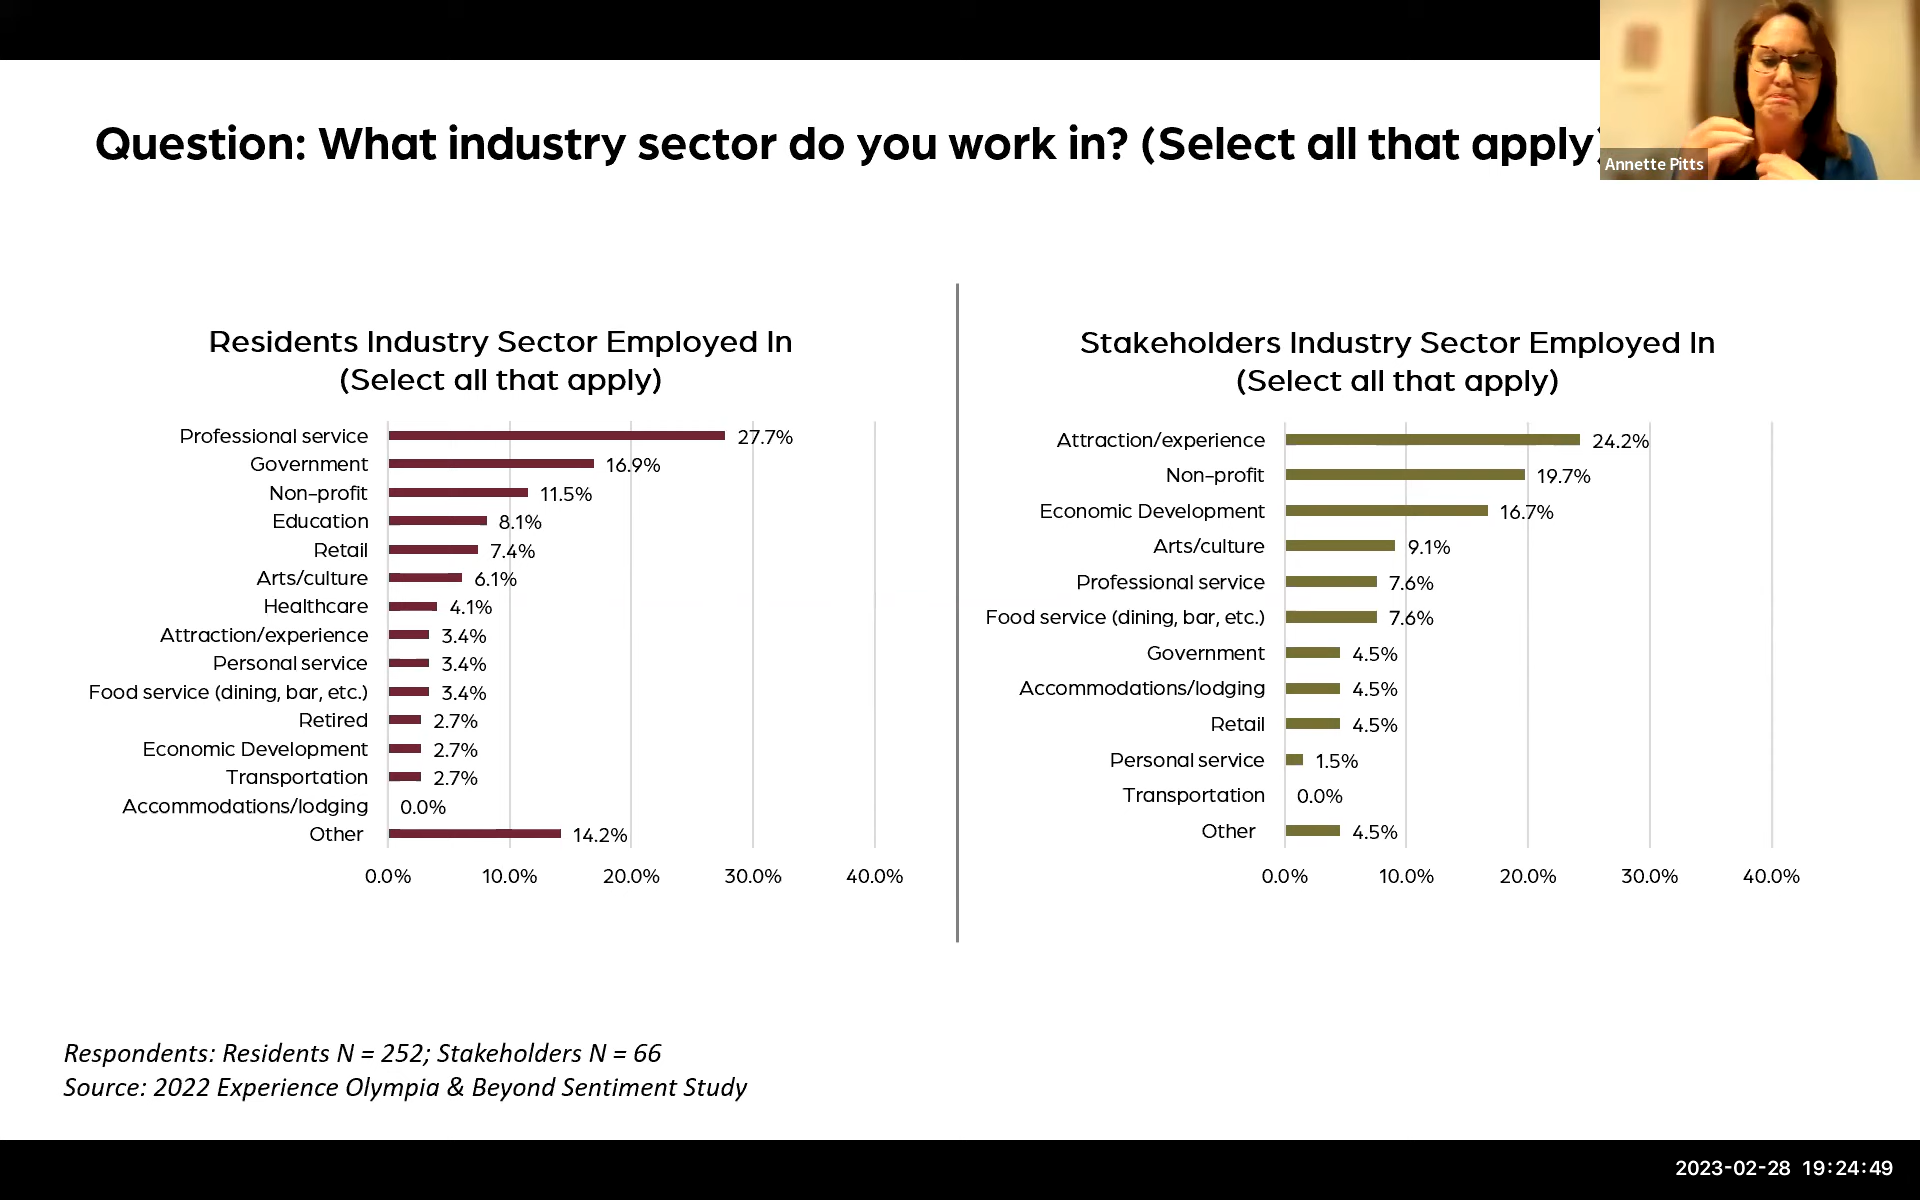 Question: What industry sector do you work in? (Select all that apply)
Annette Pitts
Residents Industry Sector Employed In
(Select all that apply)
Professional service 27.7%
Government 16.9%
Non-profit 11.5%
Education 8.1%
Retail 7.4%
Arts/culture 6.1%
Healthcare 4.1%
Attraction/experience 3.4%
Personal service 3.4%
Food service (dining, bar, etc.) 3.4%
Retired 2.7%
Economic Development 2.7%
Transportation 2.7%
Accommodations/lodging 0.0%
Other 14.2%
0.0% 10.0% 20.0% 30.0% 40.0%
Stakeholders Industry Sector Employed In
(Select all that apply)
Attraction/experience 24.2%
Non-profit 19.7%
Economic Development 16.7%
Arts/culture 9.1%
Professional service 7.6%
Food service (dining, bar, etc.) 7.6%
Government 4.5%
Accommodations/lodging 4.5%
Retail 4.5%
Personal service 1.5%
Transportation 0.0%
Other 4.5%
0.0% 10.0% 20.0% 30.0% 40.0%
Respondents: Residents N = 252; Stakeholders N = 66
Source: 2022 Experience Olympia & Beyond Sentiment Study
2023-02-28 19:24:49